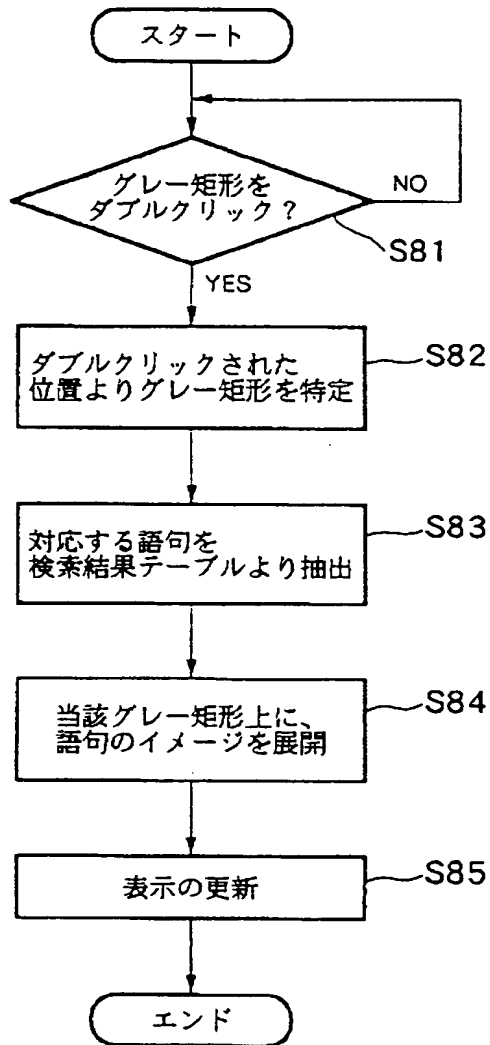 スタート
グレー矩形を
ダブルクリック？
NO
S81
YES
ダブルクリックされた
位置よりグレー矩形を特定
S82
対応する語句を
検索結果テーブルより抽出
S83
当該グレー矩形上に、
語句のイメージを展開
S84
表示の更新
S85
エンド